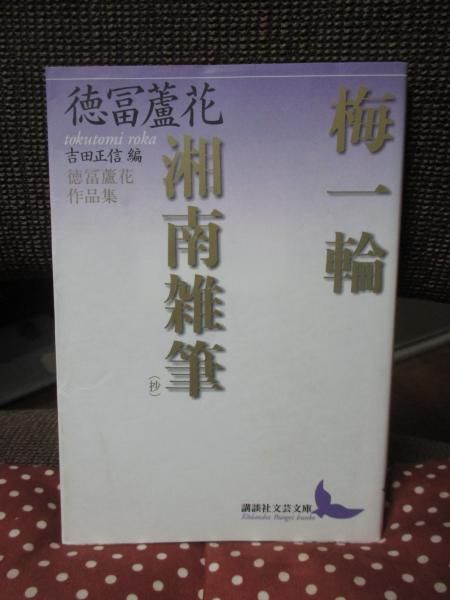 梅一輪
湘南雑筆
（抄）
徳冨蘆花
tokutomi roka
吉田正信 編
徳冨蘆花
作品集
講談社文芸文庫
Kōdansha Bungei bunko